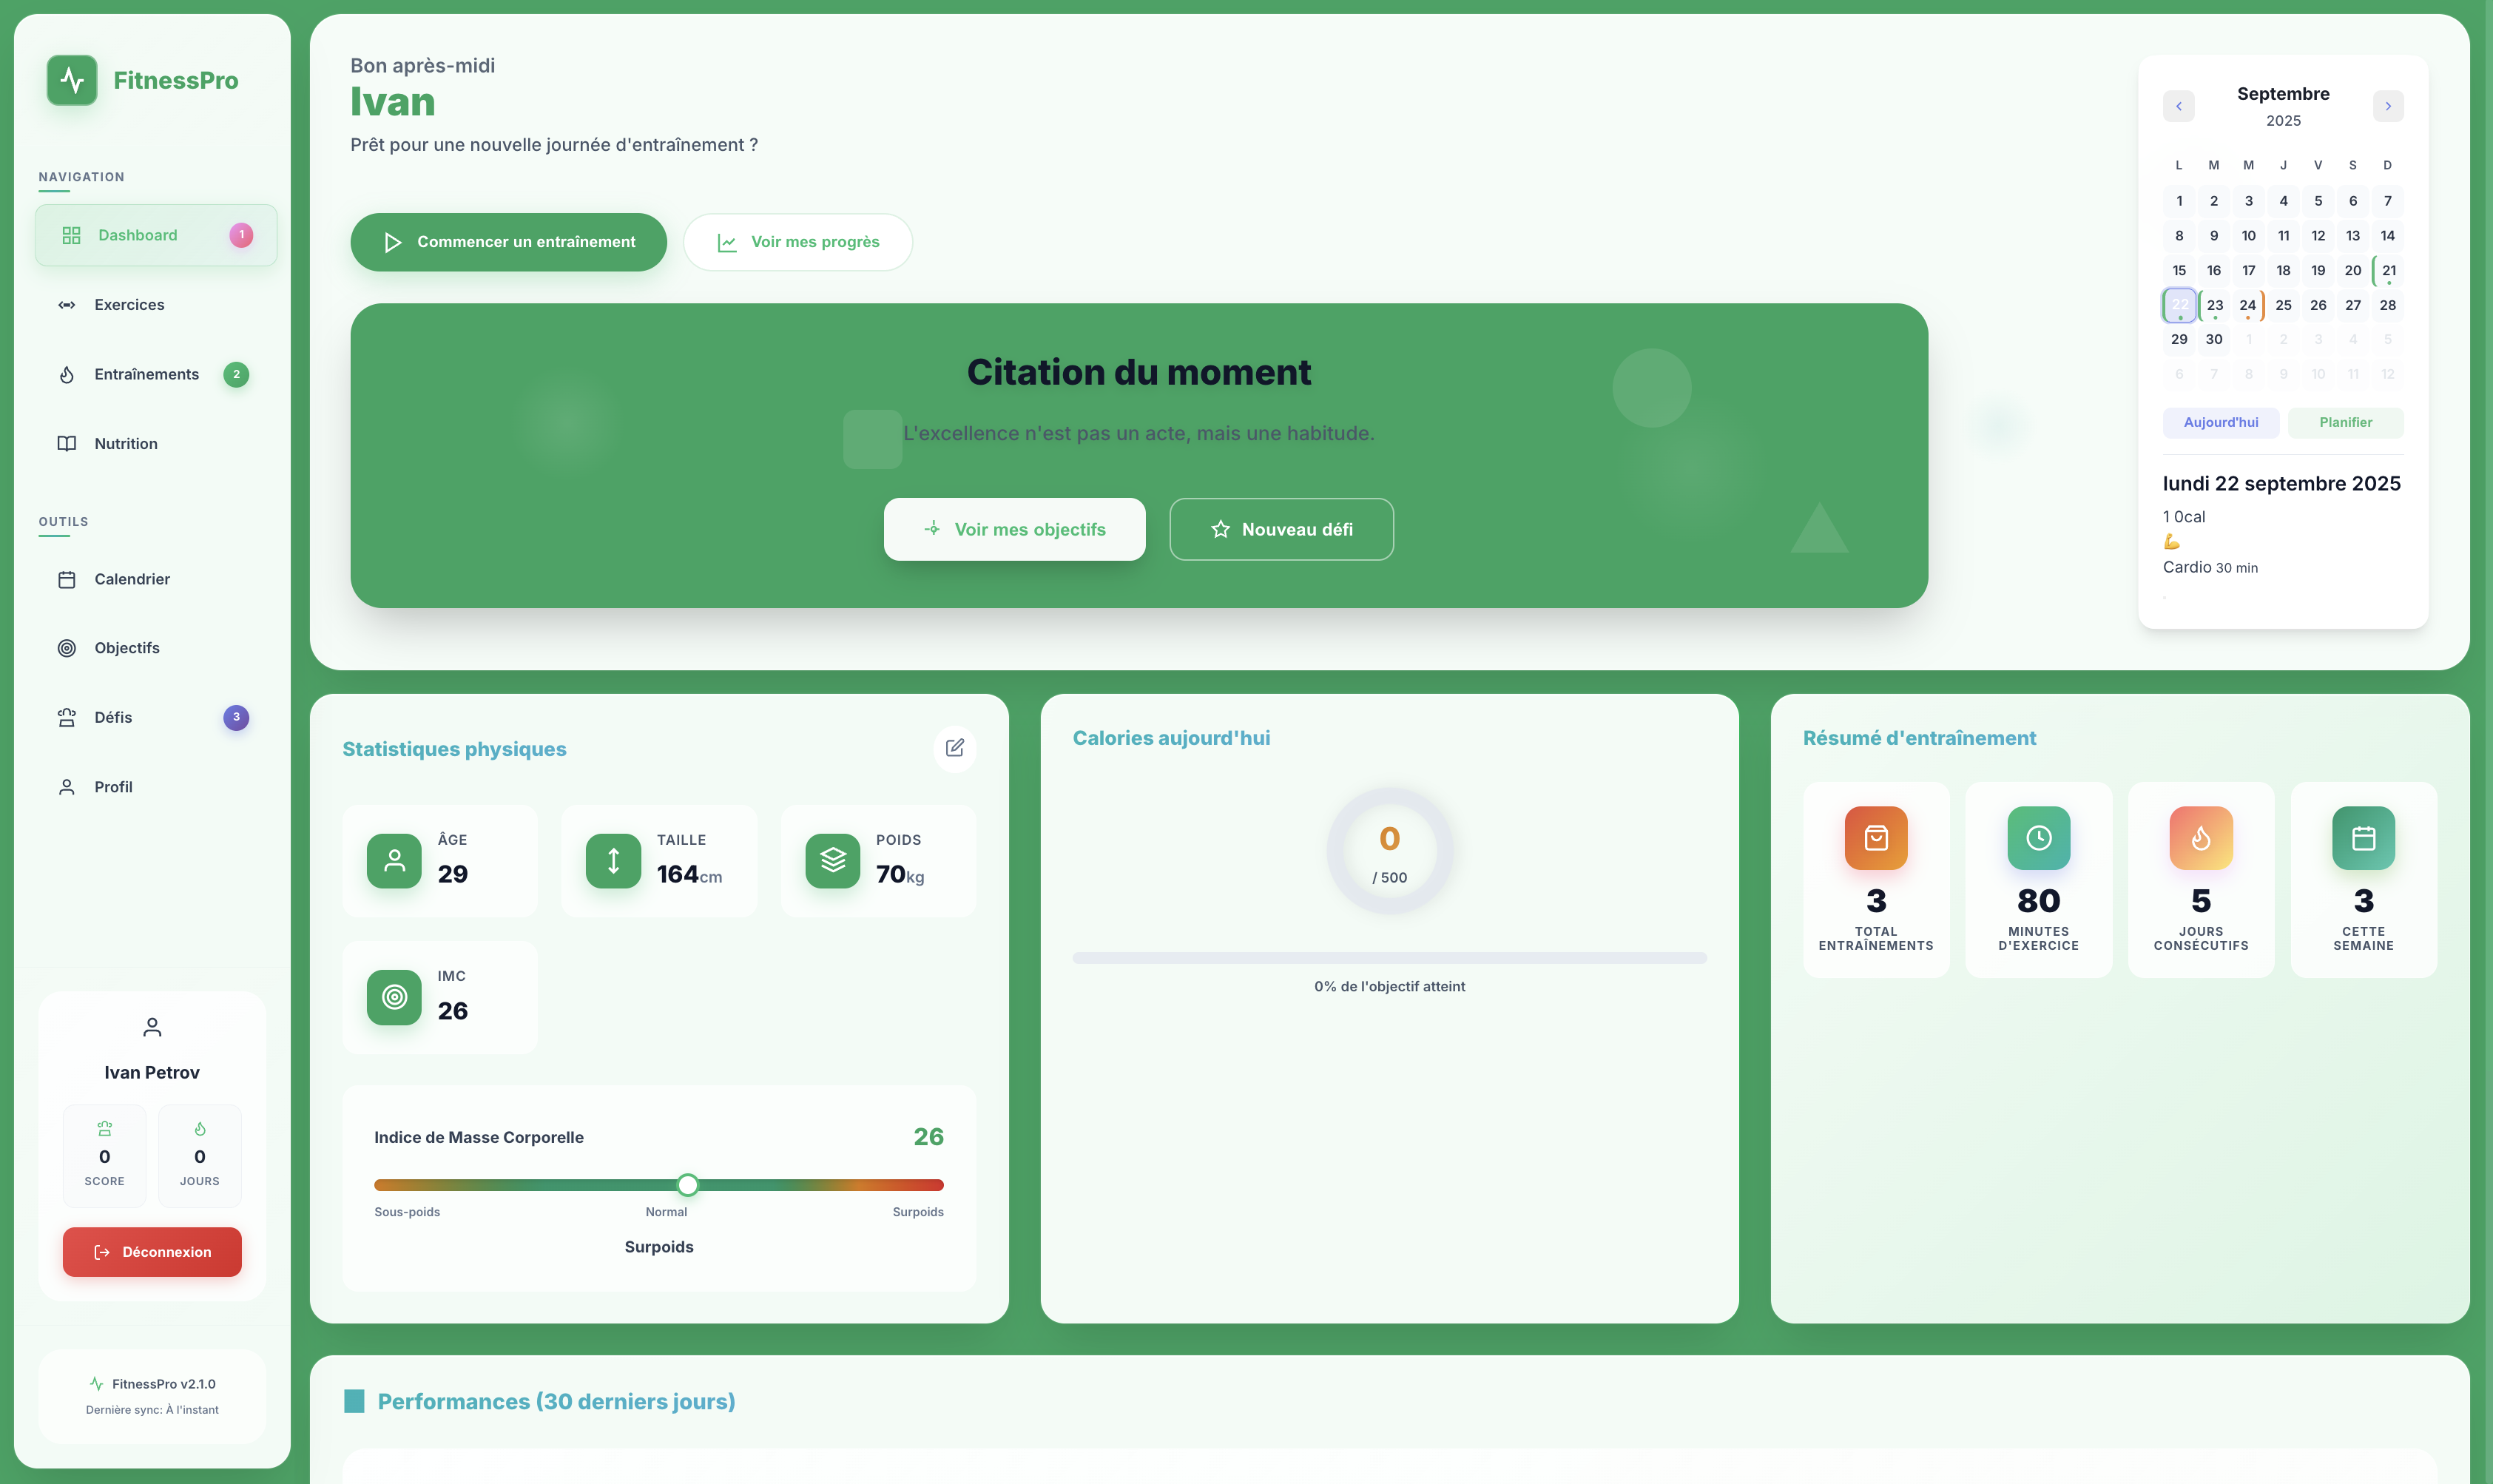 FitnessPro
NAVIGATION
Dashboard 1
Exercices
Entraînements 2
Nutrition
OUTILS
Calendrier
Objectifs
Défis 3
Profil
Ivan Petrov
0 0
SCORE JOURS
Déconnexion
FitnessPro v2.1.0
Dernière sync: À l'instant
Bon après-midi
Ivan
Prêt pour une nouvelle journée d'entraînement ?
Commencer un entraînement Voir mes progrès
Citation du moment
L'excellence n'est pas un acte, mais une habitude.
Voir mes objectifs Nouveau défi
Septembre
2025
L M M J V S D
1 2 3 4 5 6 7
8 9 10 11 12 13 14
15 16 17 18 19 20 21
22 23 24 25 26 27 28
29 30 1 2 3 4 5
6 7 8 9 10 11 12
Aujourd'hui Planifier
lundi 22 septembre 2025
1 0cal
💪
Cardio 30 min
Statistiques physiques
ÂGE
29
TAILLE
164cm
POIDS
70kg
IMC
26
Indice de Masse Corporelle 26
Sous-poids Normal Surpoids
Surpoids
Calories aujourd'hui
0
/ 500
0% de l'objectif atteint
Résumé d'entraînement
3
TOTAL
ENTRAÎNEMENTS
80
MINUTES
D'EXERCICE
5
JOURS
CONSÉCUTIFS
3
CETTE
SEMAINE
Performances (30 derniers jours)